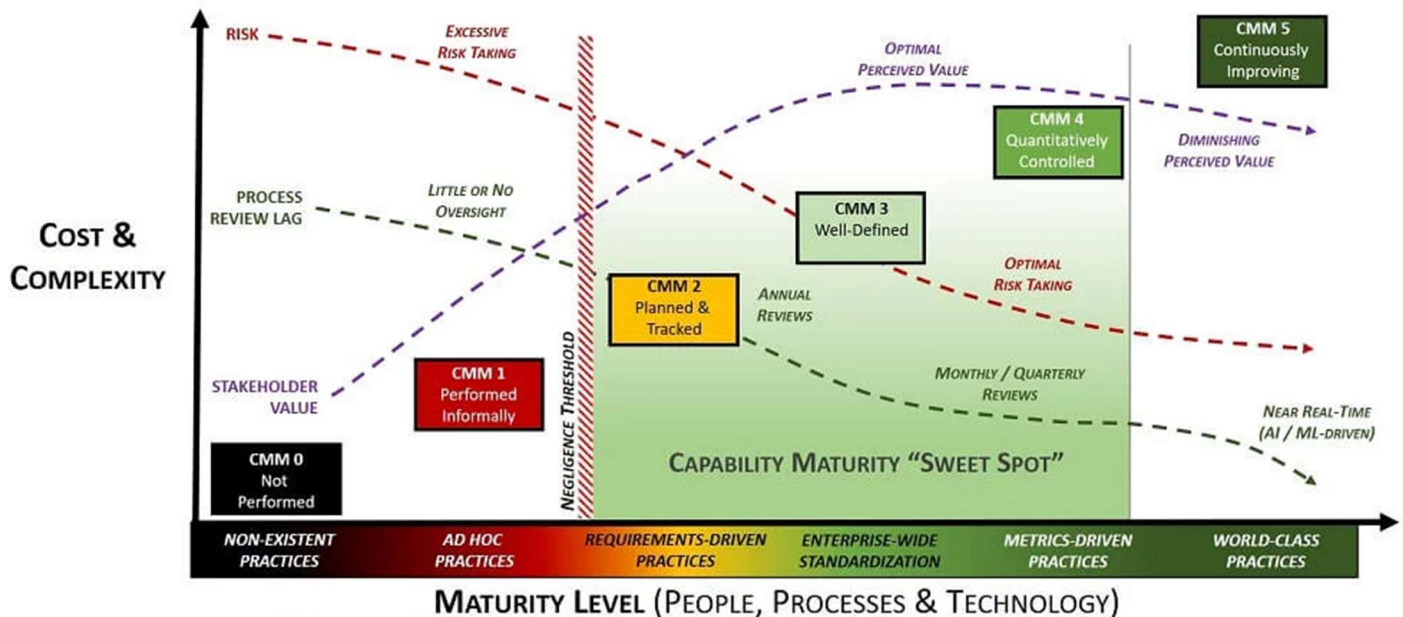 RISK
EXCESSIVE
RISK TAKING
OPTIMAL
PERCEIVED VALUE
CMM 5
Continuously
Improving
CMM 4
Quantitatively
Controlled
DIMINISHING
PERCEIVED VALUE
PROCESS
REVIEW LAG
LITTLE OR NO
OVERSIGHT
CMM 3
Well-Defined
COST &
COMPLEXITY
OPTIMAL
RISK TAKING
CMM 2
Planned &
Tracked
ANNUAL
REVIEWS
NEGLIGENCE THRESHOLD
STAKEHOLDER
VALUE
CMM 1
Performed
Informally
MONTHLY / QUARTERLY
REVIEWS
NEAR REAL-TIME
(AI / ML-DRIVEN)
CMM 0
Not
Performed
CAPABILITY MATURITY “SWEET SPOT”
NON-EXISTENT
PRACTICES
AD HOC
PRACTICES
REQUIREMENTS-DRIVEN
PRACTICES
ENTERPRISE-WIDE
STANDARDIZATION
METRICS-DRIVEN
PRACTICES
WORLD-CLASS
PRACTICES
MATURITY LEVEL (PEOPLE, PROCESSES & TECHNOLOGY)